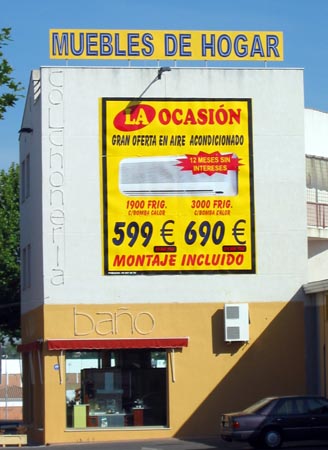 MUEBLES DE HOGAR
colchonería
LA OCASIÓN
GRAN OFERTA EN AIRE ACONDICIONADO
12 MESES SIN
INTERESES
1900 FRIG. 3000 FRIG.
C/BOMBA CALOR C/BOMBA CALOR
599 € 690 €
MONTAJE INCLUIDO
baño